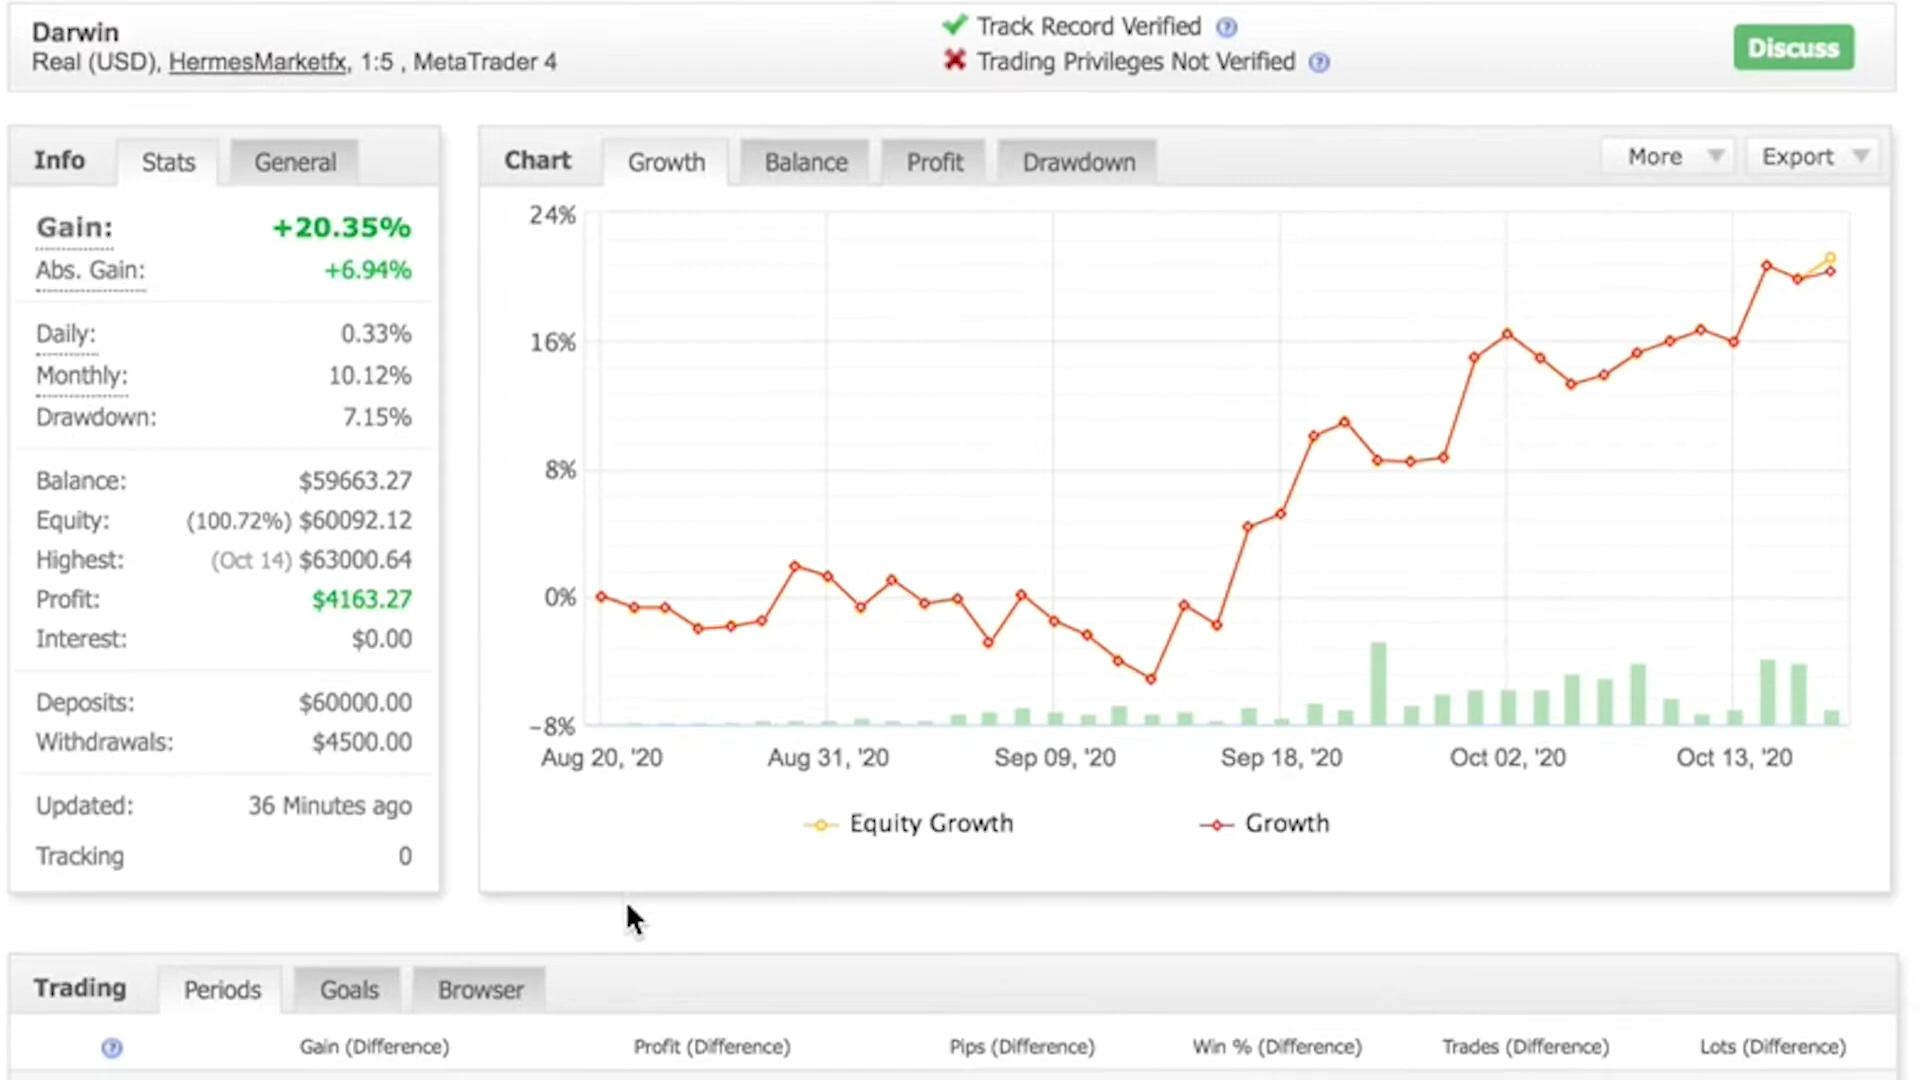 Darwin
Real (USD), HermesMarketfx, 1:5 , MetaTrader 4
Track Record Verified
Trading Privileges Not Verified
Discuss
Info Stats General
Gain: +20.35%
Abs. Gain: +6.94%
Daily: 0.33%
Monthly: 10.12%
Drawdown: 7.15%
Balance: $59663.27
Equity: (100.72%) $60092.12
Highest: (Oct 14) $63000.64
Profit: $4163.27
Interest: $0.00
Deposits: $60000.00
Withdrawals: $4500.00
Updated: 36 Minutes ago
Tracking 0
Chart Growth Balance Profit Drawdown More Export
24%
16%
8%
0%
-8%
Aug 20, '20 Aug 31, '20 Sep 09, '20 Sep 18, '20 Oct 02, '20 Oct 13, '20
Equity Growth Growth
Trading Periods Goals Browser
? Gain (Difference) Profit (Difference) Pips (Difference) Win % (Difference) Trades (Difference) Lots (Difference)